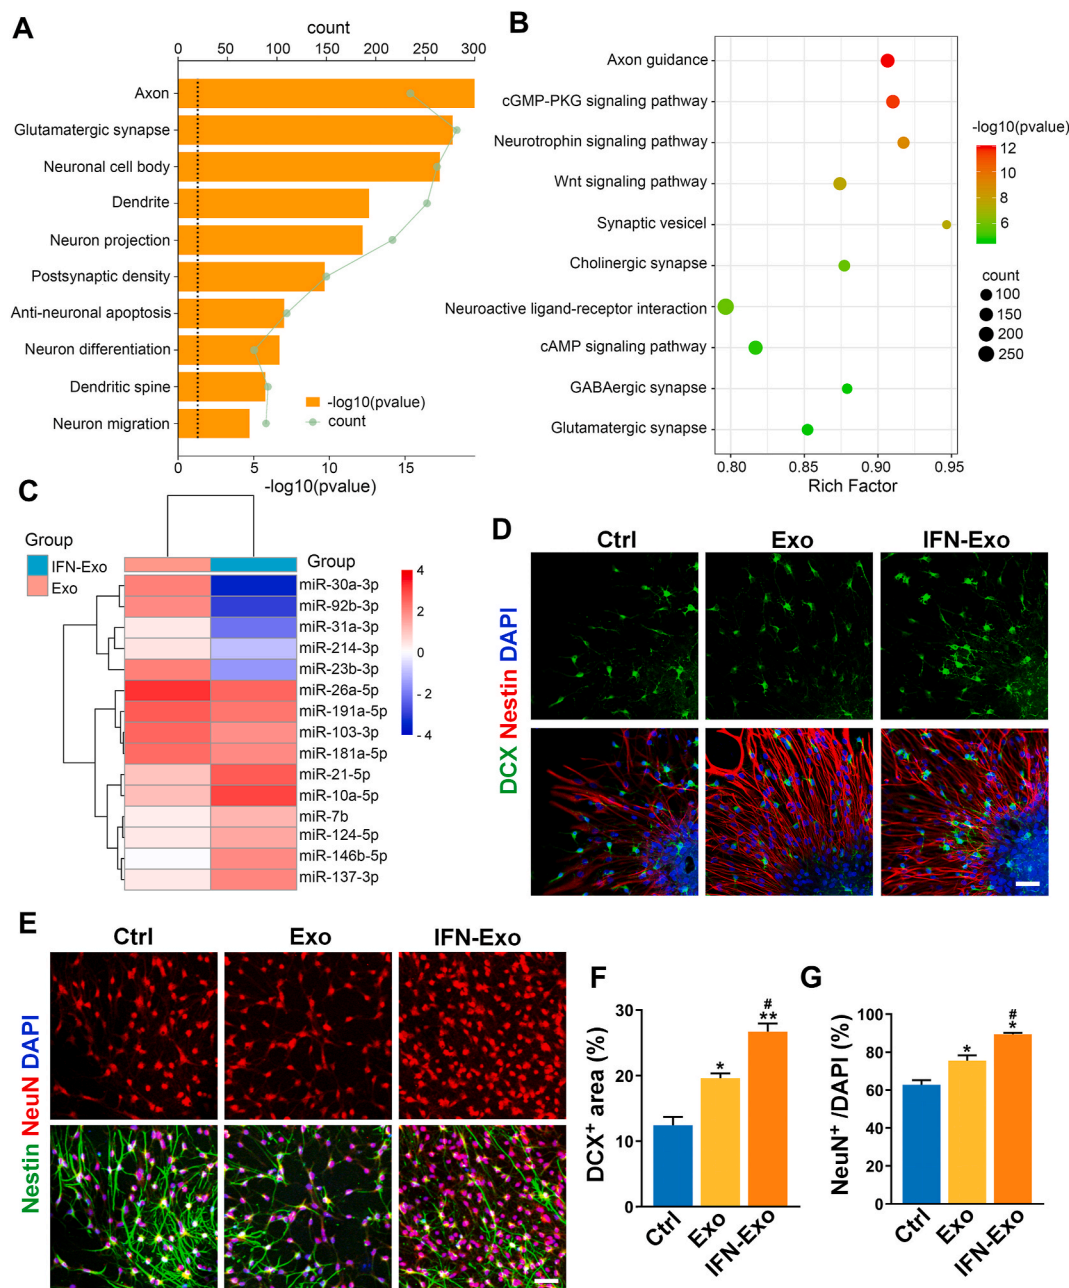 A
count
0 50 100 150 200 250 300
Axon
Glutamatergic synapse
Neuronal cell body
Dendrite
Neuron projection
Postsynaptic density
Anti-neuronal apoptosis
Neuron differentiation
Dendritic spine
Neuron migration
-log10(pvalue)
count
0 5 10 15
-log10(pvalue)
B
Axon guidance
cGMP-PKG signaling pathway
Neurotrophin signaling pathway
Wnt signaling pathway
Synaptic vesicel
Cholinergic synapse
Neuroactive ligand-receptor interaction
cAMP signaling pathway
GABAergic synapse
Glutamatergic synapse
0.80 0.85 0.90 0.95
Rich Factor
-log10(pvalue)
12
10
8
6
count
100
150
200
250
C
Group
IFN-Exo
Exo
Group
miR-30a-3p
miR-92b-3p
miR-31a-3p
miR-214-3p
miR-23b-3p
miR-26a-5p
miR-191a-5p
miR-103-3p
miR-181a-5p
miR-21-5p
miR-10a-5p
miR-7b
miR-124-5p
miR-146b-5p
miR-137-3p
4
2
0
- 2
- 4
D
Ctrl Exo IFN-Exo
DCX Nestin DAPI
E
Ctrl Exo IFN-Exo
Nestin NeuN DAPI
F
DCX+ area (%)
30
20
10
0
*
#
**
Ctrl Exo IFN-Exo
G
NeuN+ /DAPI (%)
100
80
60
40
20
0
*
#
*
Ctrl Exo IFN-Exo